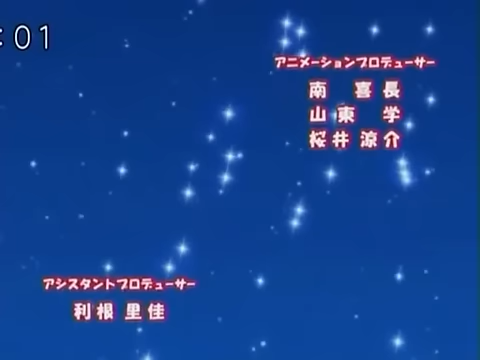 :01
アニメーションプロデューサー
南 喜長
山東 学
桜井 涼介
アシスタントプロデューサー
利根 里佳